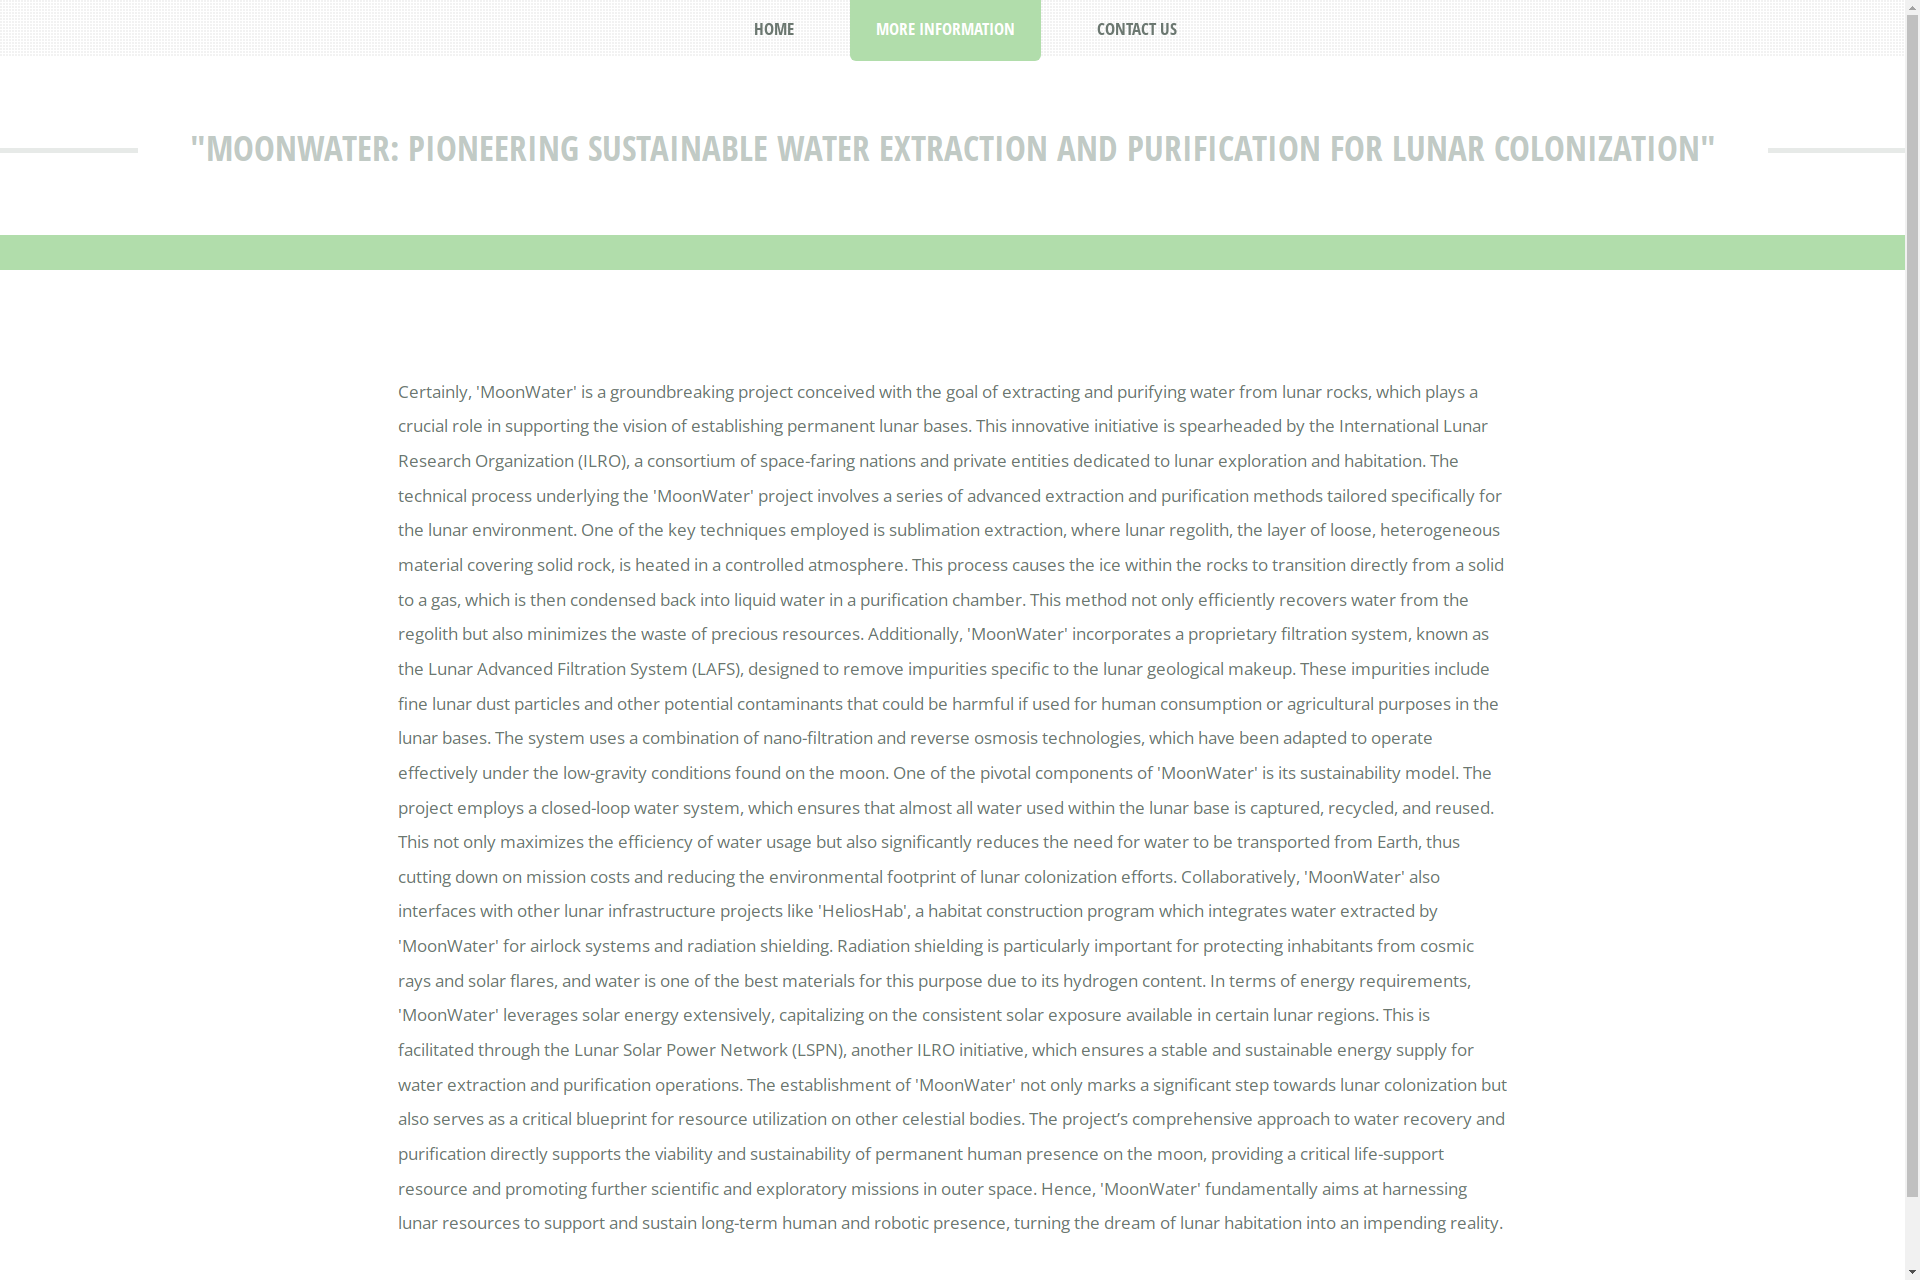 HOME
MORE INFORMATION
CONTACT US
"MOONWATER: PIONEERING SUSTAINABLE WATER EXTRACTION AND PURIFICATION FOR LUNAR COLONIZATION"
Certainly, 'MoonWater' is a groundbreaking project conceived with the goal of extracting and purifying water from lunar rocks, which plays a
crucial role in supporting the vision of establishing permanent lunar bases. This innovative initiative is spearheaded by the International Lunar
Research Organization (ILRO), a consortium of space-faring nations and private entities dedicated to lunar exploration and habitation. The
technical process underlying the 'MoonWater' project involves a series of advanced extraction and purification methods tailored specifically for
the lunar environment. One of the key techniques employed is sublimation extraction, where lunar regolith, the layer of loose, heterogeneous
material covering solid rock, is heated in a controlled atmosphere. This process causes the ice within the rocks to transition directly from a solid
to a gas, which is then condensed back into liquid water in a purification chamber. This method not only efficiently recovers water from the
regolith but also minimizes the waste of precious resources. Additionally, 'MoonWater' incorporates a proprietary filtration system, known as
the Lunar Advanced Filtration System (LAFS), designed to remove impurities specific to the lunar geological makeup. These impurities include
fine lunar dust particles and other potential contaminants that could be harmful if used for human consumption or agricultural purposes in the
lunar bases. The system uses a combination of nano-filtration and reverse osmosis technologies, which have been adapted to operate
effectively under the low-gravity conditions found on the moon. One of the pivotal components of 'MoonWater' is its sustainability model. The
project employs a closed-loop water system, which ensures that almost all water used within the lunar base is captured, recycled, and reused.
This not only maximizes the efficiency of water usage but also significantly reduces the need for water to be transported from Earth, thus
cutting down on mission costs and reducing the environmental footprint of lunar colonization efforts. Collaboratively, 'MoonWater' also
interfaces with other lunar infrastructure projects like 'HeliosHab', a habitat construction program which integrates water extracted by
'MoonWater' for airlock systems and radiation shielding. Radiation shielding is particularly important for protecting inhabitants from cosmic
rays and solar flares, and water is one of the best materials for this purpose due to its hydrogen content. In terms of energy requirements,
'MoonWater' leverages solar energy extensively, capitalizing on the consistent solar exposure available in certain lunar regions. This is
facilitated through the Lunar Solar Power Network (LSPN), another ILRO initiative, which ensures a stable and sustainable energy supply for
water extraction and purification operations. The establishment of 'MoonWater' not only marks a significant step towards lunar colonization but
also serves as a critical blueprint for resource utilization on other celestial bodies. The project’s comprehensive approach to water recovery and
purification directly supports the viability and sustainability of permanent human presence on the moon, providing a critical life-support
resource and promoting further scientific and exploratory missions in outer space. Hence, 'MoonWater' fundamentally aims at harnessing
lunar resources to support and sustain long-term human and robotic presence, turning the dream of lunar habitation into an impending reality.